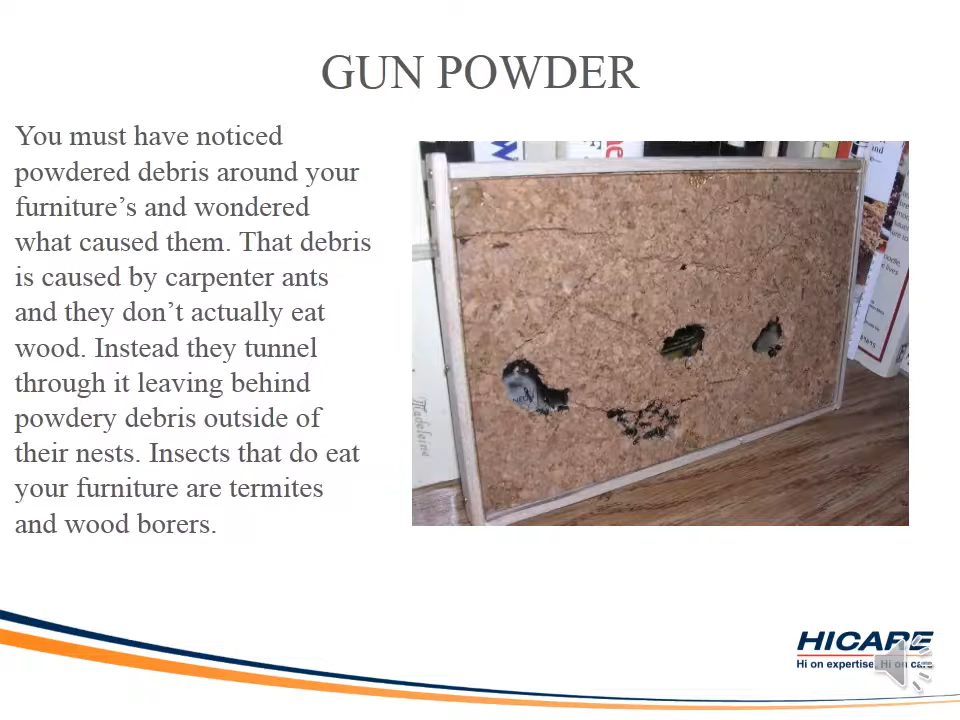 GUN POWDER
You must have noticed
powdered debris around your
furniture’s and wondered
what caused them. That debris
is caused by carpenter ants
and they don’t actually eat
wood. Instead they tunnel
through it leaving behind
powdery debris outside of
their nests. Insects that do eat
your furniture are termites
and wood borers.
Madeleine
HICARE
Hi on expertise. Hi on care